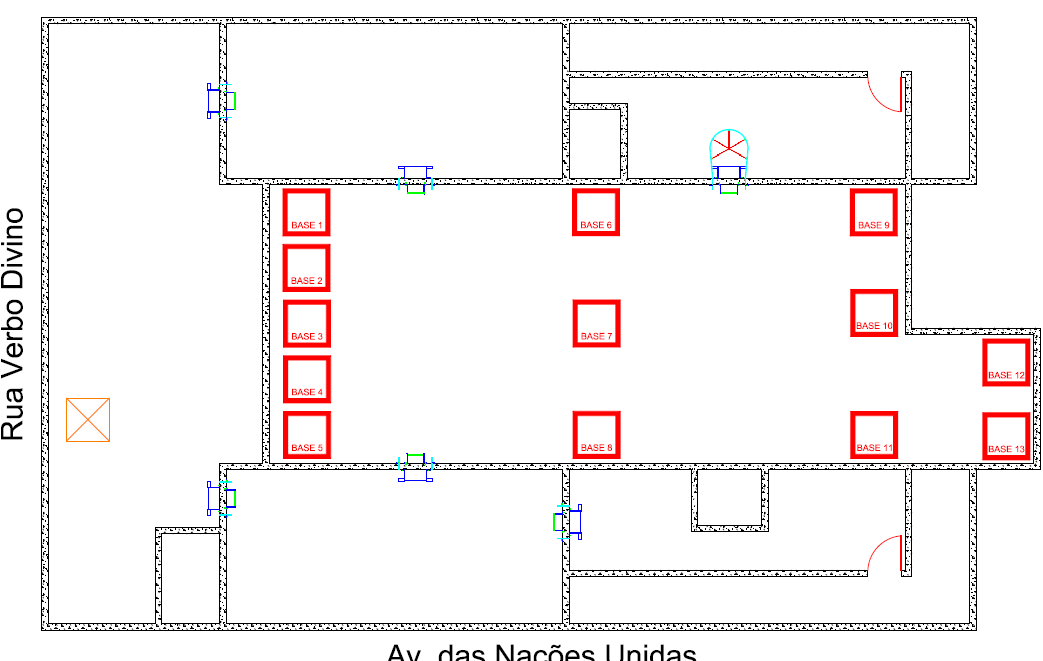 Rua Verbo Divino
BASE 1
BASE 2
BASE 3
BASE 4
BASE 5
BASE 6
BASE 7
BASE 8
BASE 9
BASE 10
BASE 11
BASE 12
BASE 13
Av. das Nações Unidas